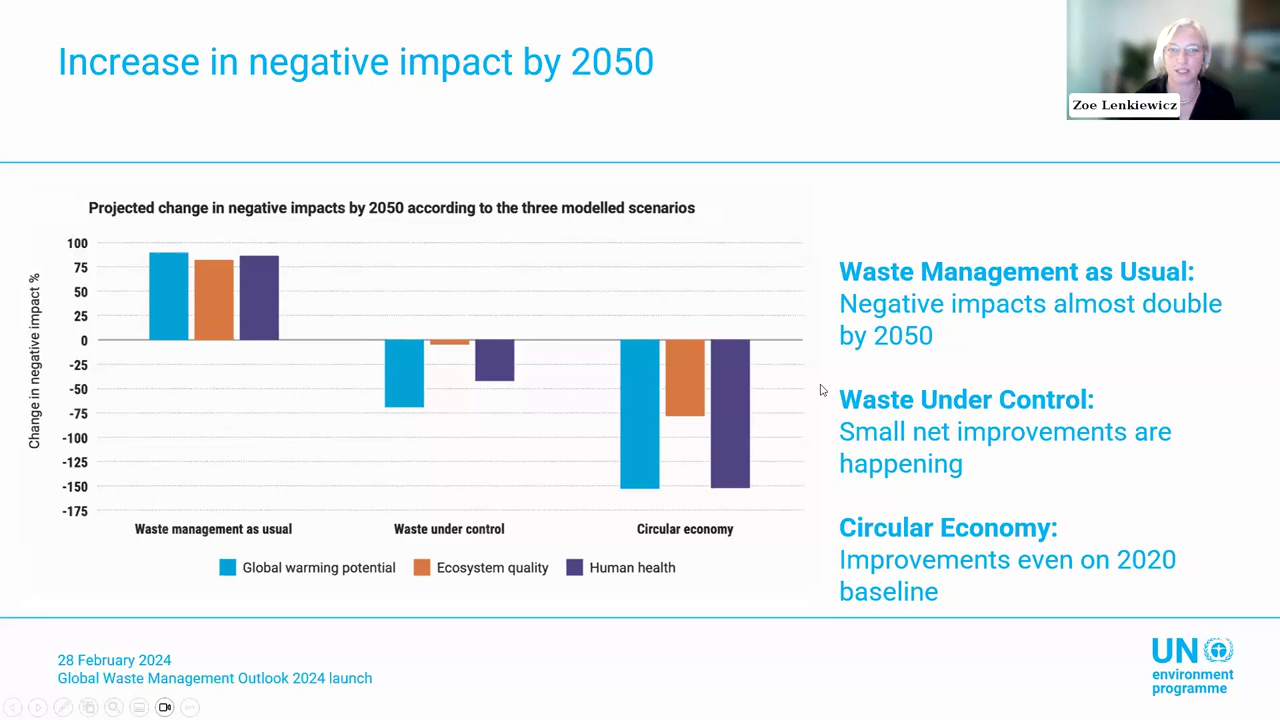 Increase in negative impact by 2050
Zoe Lenkiewicz
Projected change in negative impacts by 2050 according to the three modelled scenarios
Change in negative impact %
100
75
50
25
0
-25
-50
-75
-100
-125
-150
-175
Waste management as usual
Waste under control
Circular economy
Global warming potential
Ecosystem quality
Human health
Waste Management as Usual:
Negative impacts almost double
by 2050
Waste Under Control:
Small net improvements are
happening
Circular Economy:
Improvements even on 2020
baseline
28 February 2024
Global Waste Management Outlook 2024 launch
UN
environment
programme